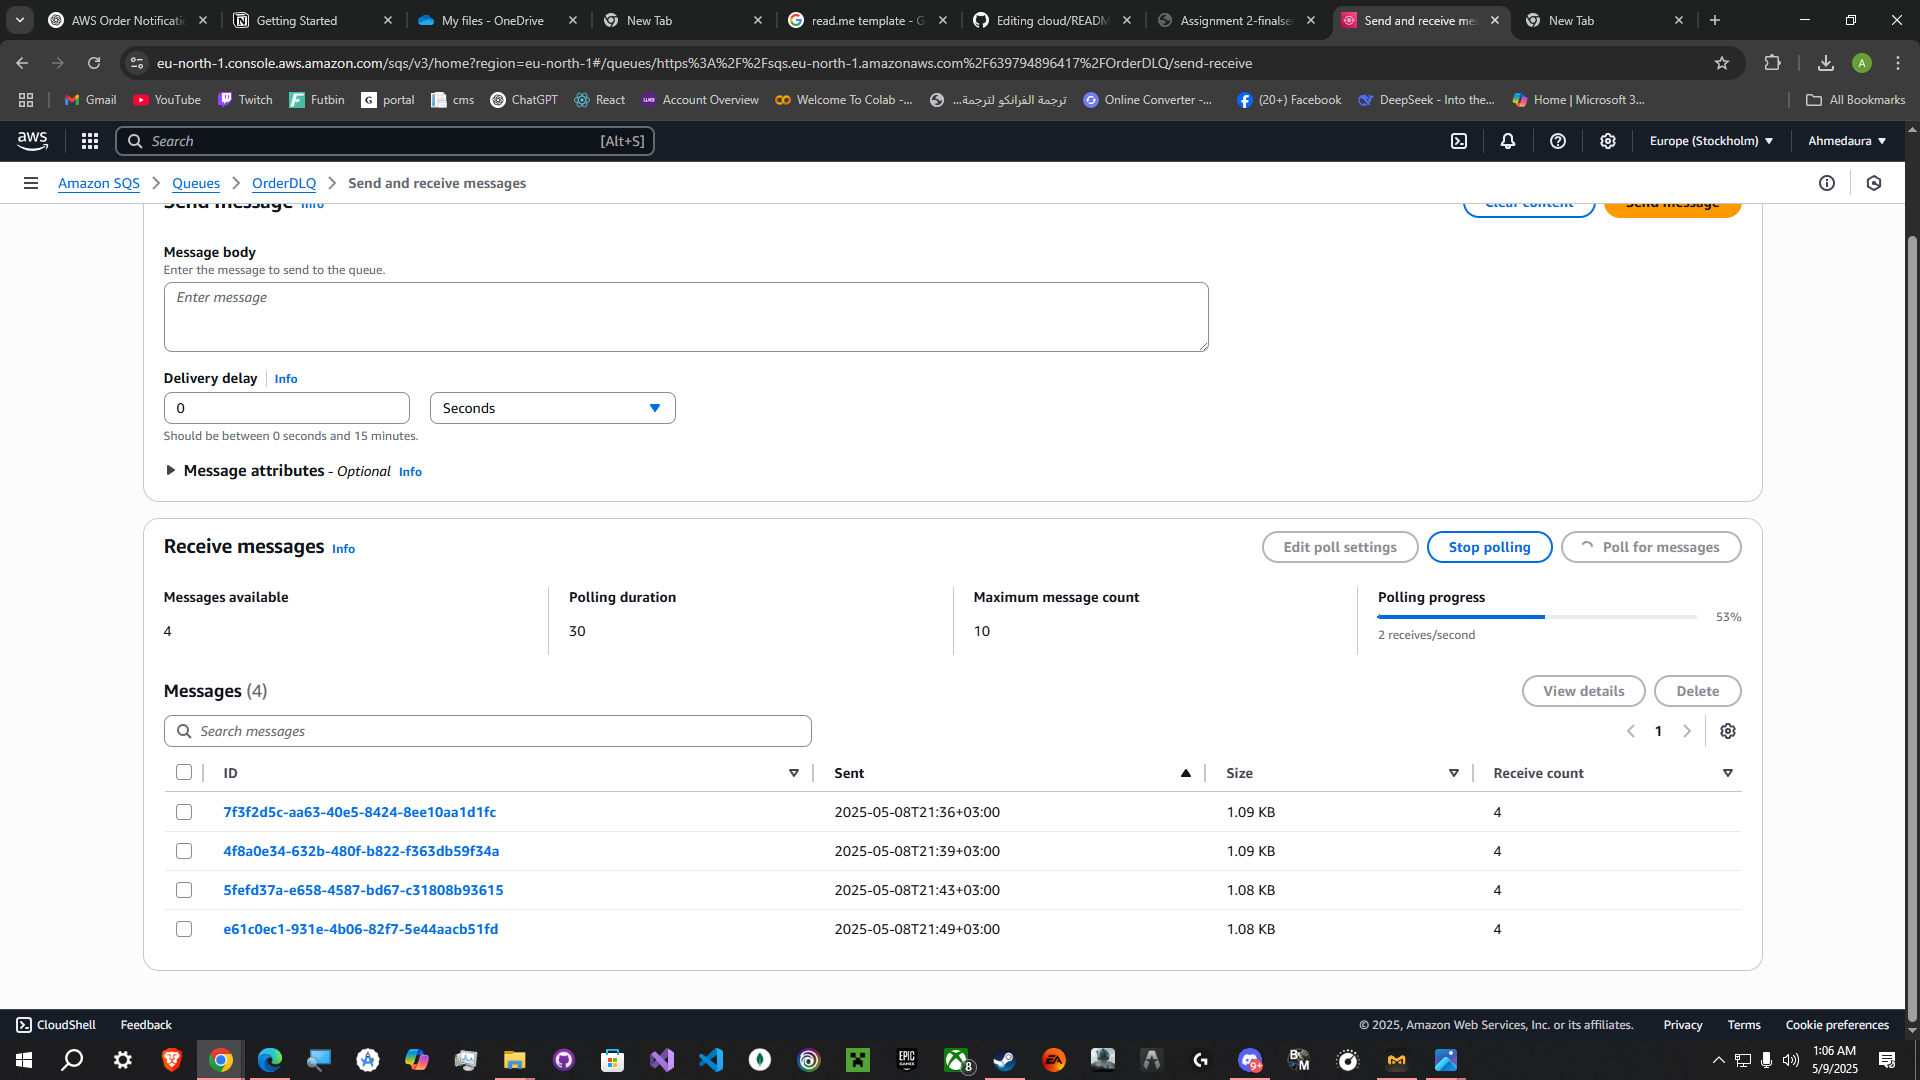 AWS Order Notificatio
Getting Started
My files - OneDrive
New Tab
read.me template - G
Editing cloud/READM
Assignment 2-finalse
Send and receive mes
New Tab
eu-north-1.console.aws.amazon.com/sqs/v3/home?region=eu-north-1#/queues/https%3A%2F%2Fsqs.eu-north-1.amazonaws.com%2F639794896417%2FOrderDLQ/send-receive
A
Gmail
YouTube
Twitch
Futbin
portal
cms
ChatGPT
React
Account Overview
Welcome To Colab -...
ترجمة الفرانكو لترجمة...
Online Converter -...
(20+) Facebook
DeepSeek - Into the...
Home | Microsoft 3...
All Bookmarks
aws
Search
[Alt+S]
Europe (Stockholm)
Ahmedaura
Amazon SQS
Queues
OrderDLQ
Send and receive messages
Send message Info
Clear content
Send message
Message body
Enter the message to send to the queue.
Enter message
Delivery delay
Info
0
Seconds
Should be between 0 seconds and 15 minutes.
Message attributes - Optional Info
Receive messages Info
Edit poll settings
Stop polling
Poll for messages
Messages available
4
Polling duration
30
Maximum message count
10
Polling progress
53%
2 receives/second
Messages (4)
View details
Delete
Search messages
1
ID
Sent
Size
Receive count
7f3f2d5c-aa63-40e5-8424-8ee10aa1d1fc 2025-05-08T21:36+03:00 1.09 KB 4
4f8a0e34-632b-480f-b822-f363db59f34a 2025-05-08T21:39+03:00 1.09 KB 4
5fefd37a-e658-4587-bd67-c31808b93615 2025-05-08T21:43+03:00 1.08 KB 4
e61c0ec1-931e-4b06-82f7-5e44aacb51fd 2025-05-08T21:49+03:00 1.08 KB 4
CloudShell
Feedback
© 2025, Amazon Web Services, Inc. or its affiliates.
Privacy
Terms
Cookie preferences
EPIC
GAMES
8
EA
9+
1:06 AM
5/9/2025